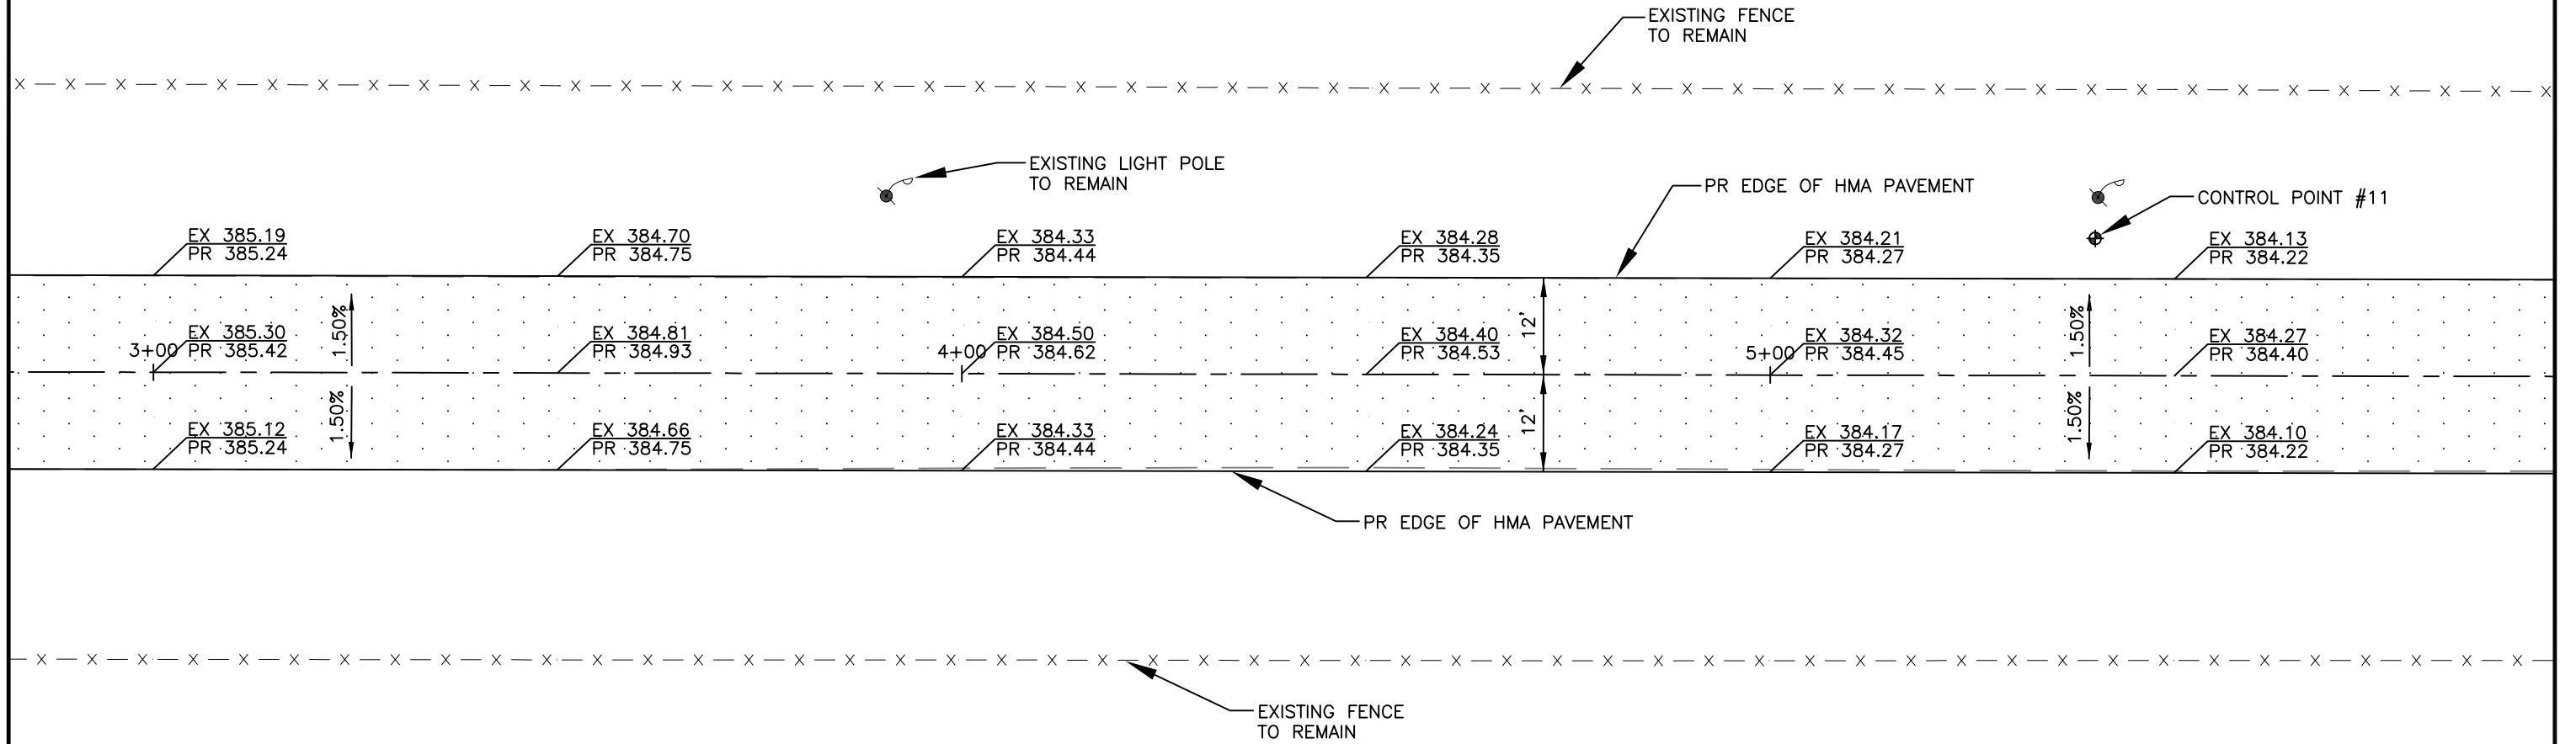 EXISTING FENCE
TO REMAIN
EXISTING LIGHT POLE
TO REMAIN
PR EDGE OF HMA PAVEMENT
CONTROL POINT #11
EX 385.19
PR 385.24
EX 384.70
PR 384.75
EX 384.33
PR 384.44
EX 384.28
PR 384.35
EX 384.21
PR 384.27
EX 384.13
PR 384.22
1.50%
12'
1.50%
3+00
EX 385.30
PR 385.42
EX 384.81
PR 384.93
4+00
EX 384.50
PR 384.62
EX 384.40
PR 384.53
5+00
EX 384.32
PR 384.45
EX 384.27
PR 384.40
1.50%
12'
1.50%
EX 385.12
PR 385.24
EX 384.66
PR 384.75
EX 384.33
PR 384.44
EX 384.24
PR 384.35
EX 384.17
PR 384.27
EX 384.10
PR 384.22
PR EDGE OF HMA PAVEMENT
EXISTING FENCE
TO REMAIN